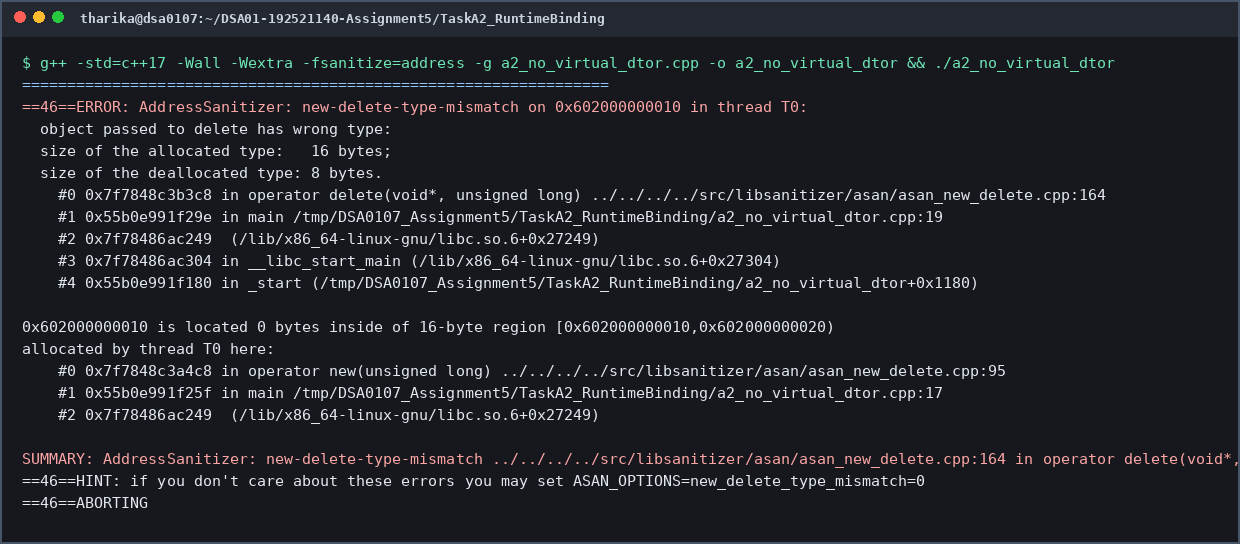 tharika@dsa0107:~/DSA01-192521140-Assignment5/TaskA2_RuntimeBinding
$ g++ -std=c++17 -Wall -Wextra -fsanitize=address -g a2_no_virtual_dtor.cpp -o a2_no_virtual_dtor && ./a2_no_virtual_dtor
=================================================================
==46==ERROR: AddressSanitizer: new-delete-type-mismatch on 0x602000000010 in thread T0:
  object passed to delete has wrong type:
  size of the allocated type:   16 bytes;
  size of the deallocated type: 8 bytes.
    #0 0x7f7848c3b3c8 in operator delete(void*, unsigned long) ../../../../src/libsanitizer/asan/asan_new_delete.cpp:164
    #1 0x55b0e991f29e in main /tmp/DSA0107_Assignment5/TaskA2_RuntimeBinding/a2_no_virtual_dtor.cpp:19
    #2 0x7f78486ac249  (/lib/x86_64-linux-gnu/libc.so.6+0x27249)
    #3 0x7f78486ac304 in __libc_start_main (/lib/x86_64-linux-gnu/libc.so.6+0x27304)
    #4 0x55b0e991f180 in _start (/tmp/DSA0107_Assignment5/TaskA2_RuntimeBinding/a2_no_virtual_dtor+0x1180)

0x602000000010 is located 0 bytes inside of 16-byte region [0x602000000010,0x602000000020)
allocated by thread T0 here:
    #0 0x7f7848c3a4c8 in operator new(unsigned long) ../../../../src/libsanitizer/asan/asan_new_delete.cpp:95
    #1 0x55b0e991f25f in main /tmp/DSA0107_Assignment5/TaskA2_RuntimeBinding/a2_no_virtual_dtor.cpp:17
    #2 0x7f78486ac249  (/lib/x86_64-linux-gnu/libc.so.6+0x27249)

SUMMARY: AddressSanitizer: new-delete-type-mismatch ../../../../src/libsanitizer/asan/asan_new_delete.cpp:164 in operator delete(void*,
==46==HINT: if you don't care about these errors you may set ASAN_OPTIONS=new_delete_type_mismatch=0
==46==ABORTING